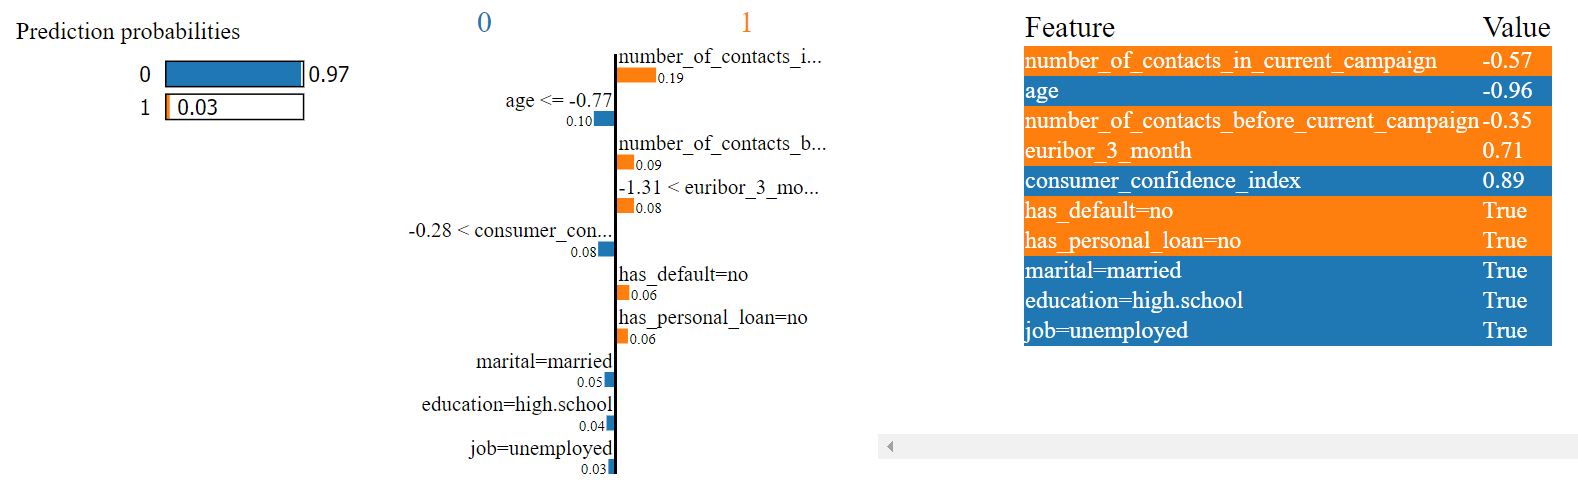 Prediction probabilities
0 0.97
1 0.03
0 1
number_of_contacts_i...
0.19
age <= -0.77
0.10
number_of_contacts_b...
0.09
-1.31 < euribor_3_mo...
0.08
-0.28 < consumer_con...
0.08
has_default=no
0.06
has_personal_loan=no
0.06
marital=married
0.05
education=high.school
0.04
job=unemployed
0.03
Feature Value
number_of_contacts_in_current_campaign -0.57
age -0.96
number_of_contacts_before_current_campaign -0.35
euribor_3_month 0.71
consumer_confidence_index 0.89
has_default=no True
has_personal_loan=no True
marital=married True
education=high.school True
job=unemployed True